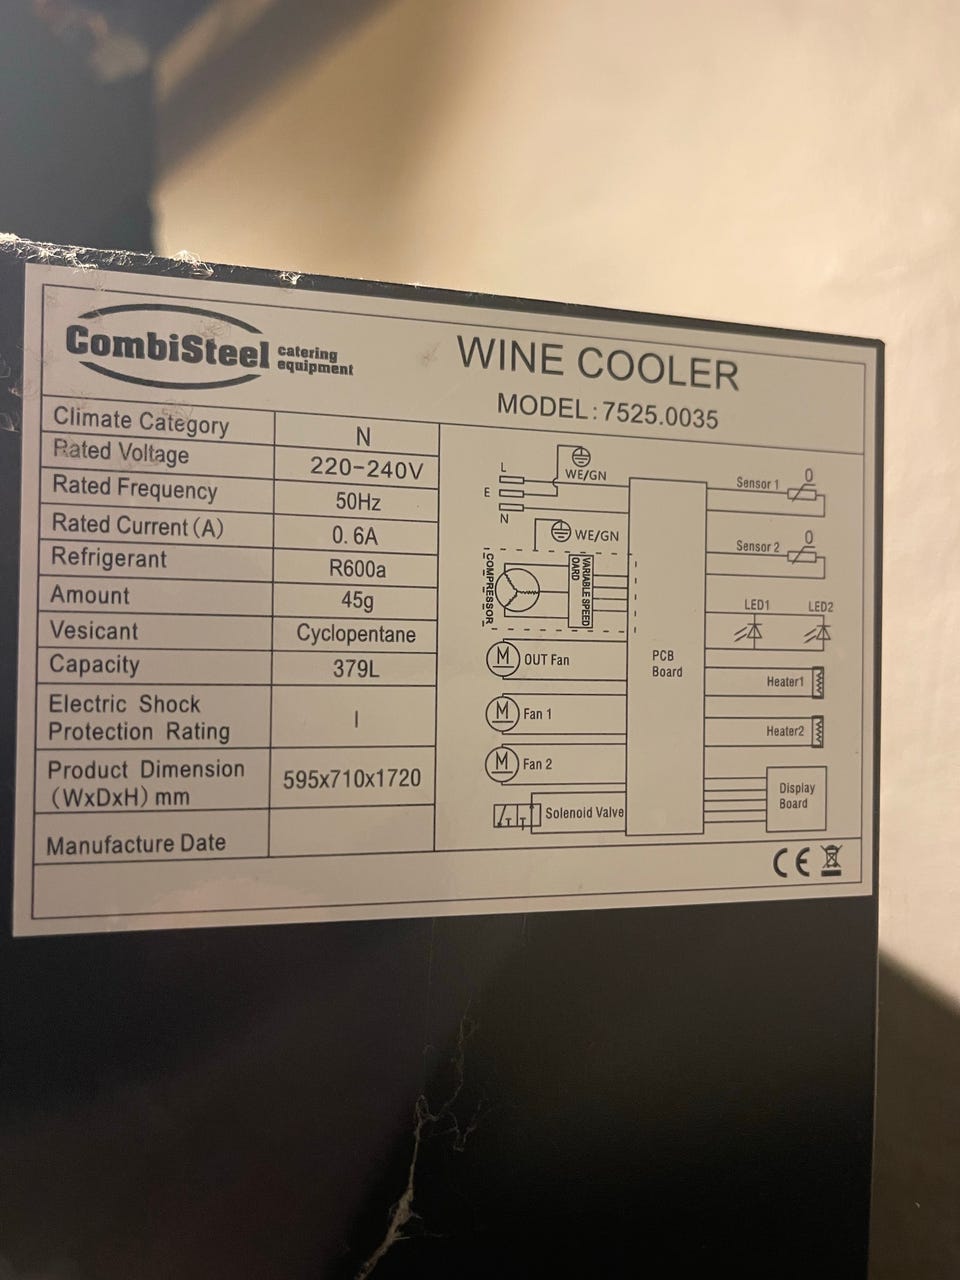 CombiSteel catering equipment
WINE COOLER
MODEL: 7525.0035
Climate Category N
Rated Voltage 220-240V
Rated Frequency 50Hz
Rated Current(A) 0.6A
Refrigerant R600a
Amount 45g
Vesicant Cyclopentane
Capacity 379L
Electric Shock
Protection Rating I
Product Dimension
(WxDxH) mm 595x710x1720
Manufacture Date
L
WE/GN
E
N
WE/GN
COMPRESSOR
VARIABLE SPEED
OARD
M OUT Fan
M Fan 1
M Fan 2
Solenoid Valve
PCB
Board
Sensor 1 0
Sensor 2 0
LED1 LED2
Heater1
Heater2
Display
Board
CE